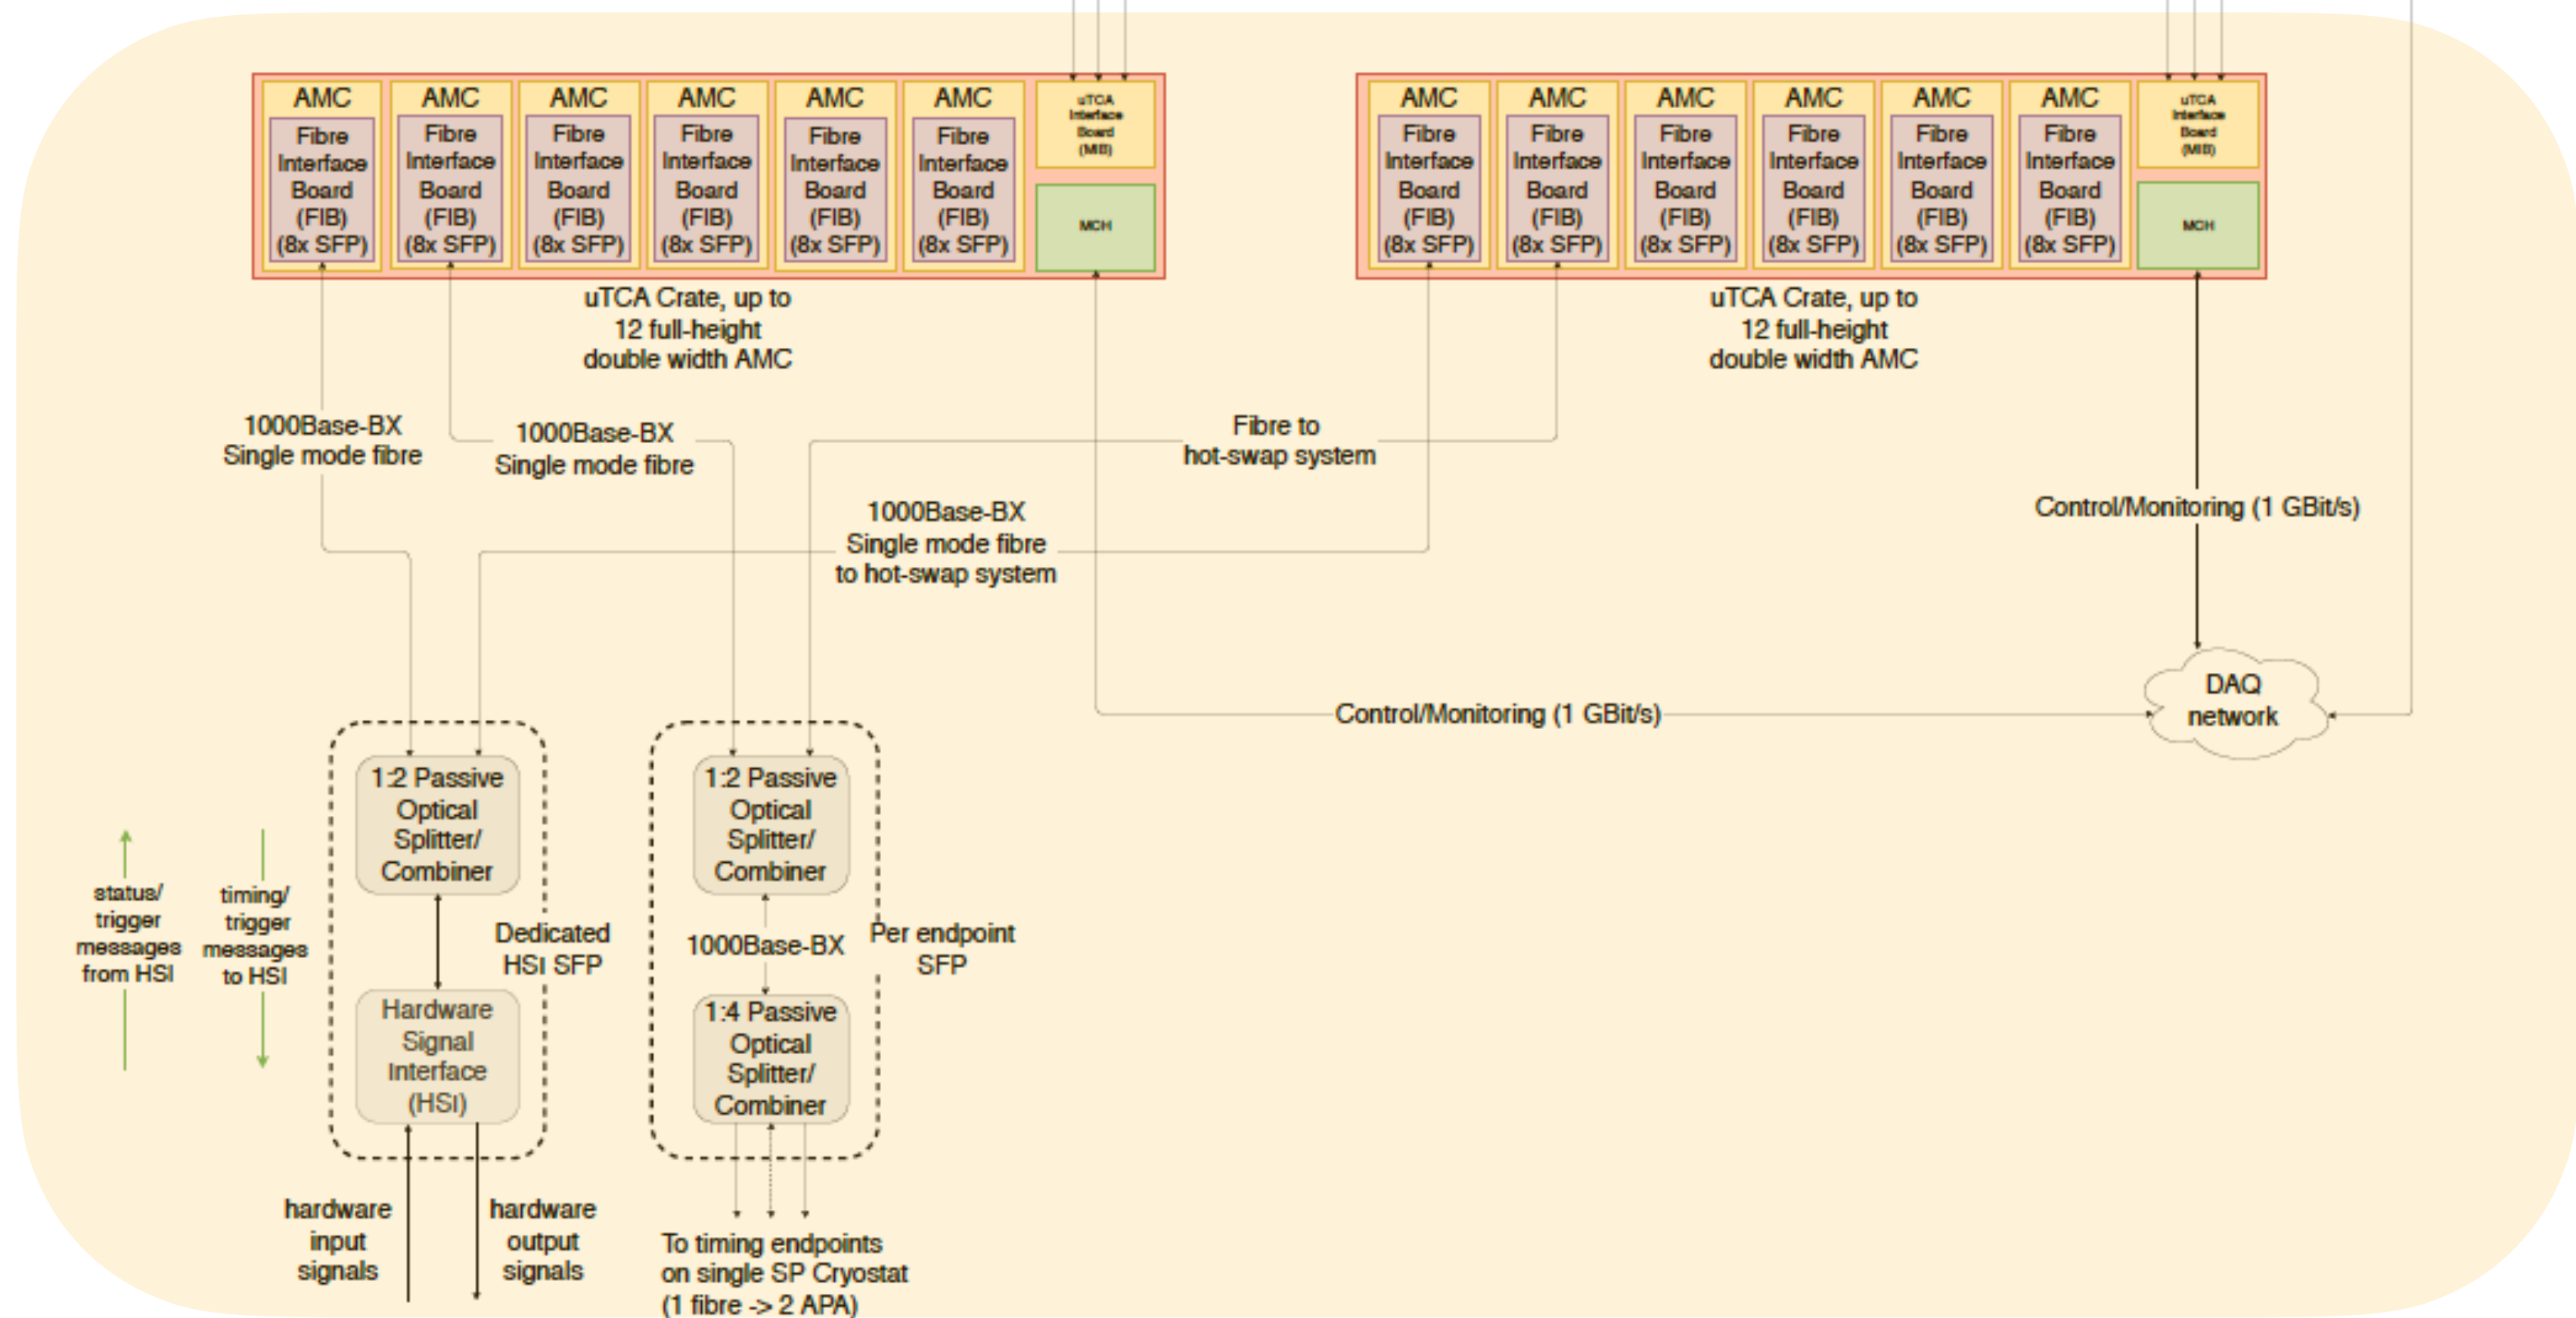 AMC
Fibre
Interface
Board
(FIB)
(8x SFP)
AMC
Fibre
Interface
Board
(FIB)
(8x SFP)
AMC
Fibre
Interface
Board
(FIB)
(8x SFP)
AMC
Fibre
Interface
Board
(FIB)
(8x SFP)
AMC
Fibre
Interface
Board
(FIB)
(8x SFP)
AMC
Fibre
Interface
Board
(FIB)
(8x SFP)
uTCA
Interface
Board
(MIB)
MCH
AMC
Fibre
Interface
Board
(FIB)
(8x SFP)
AMC
Fibre
Interface
Board
(FIB)
(8x SFP)
AMC
Fibre
Interface
Board
(FIB)
(8x SFP)
AMC
Fibre
Interface
Board
(FIB)
(8x SFP)
AMC
Fibre
Interface
Board
(FIB)
(8x SFP)
AMC
Fibre
Interface
Board
(FIB)
(8x SFP)
uTCA
Interface
Board
(MIB)
MCH
uTCA Crate, up to
12 full-height
double width AMC
uTCA Crate, up to
12 full-height
double width AMC
1000Base-BX
Single mode fibre
1000Base-BX
Single mode fibre
Fibre to
hot-swap system
1000Base-BX
Single mode fibre
to hot-swap system
Control/Monitoring (1 GBit/s)
Control/Monitoring (1 GBit/s)
DAQ
network
1:2 Passive
Optical
Splitter/
Combiner
1:2 Passive
Optical
Splitter/
Combiner
status/
trigger
messages
from HSI
timing/
trigger
messages
to HSI
Dedicated
HSI SFP
1000Base-BX
Per endpoint
SFP
Hardware
Signal
Interface
(HSI)
1:4 Passive
Optical
Splitter/
Combiner
hardware
input
signals
hardware
output
signals
To timing endpoints
on single SP Cryostat
(1 fibre -> 2 APA)